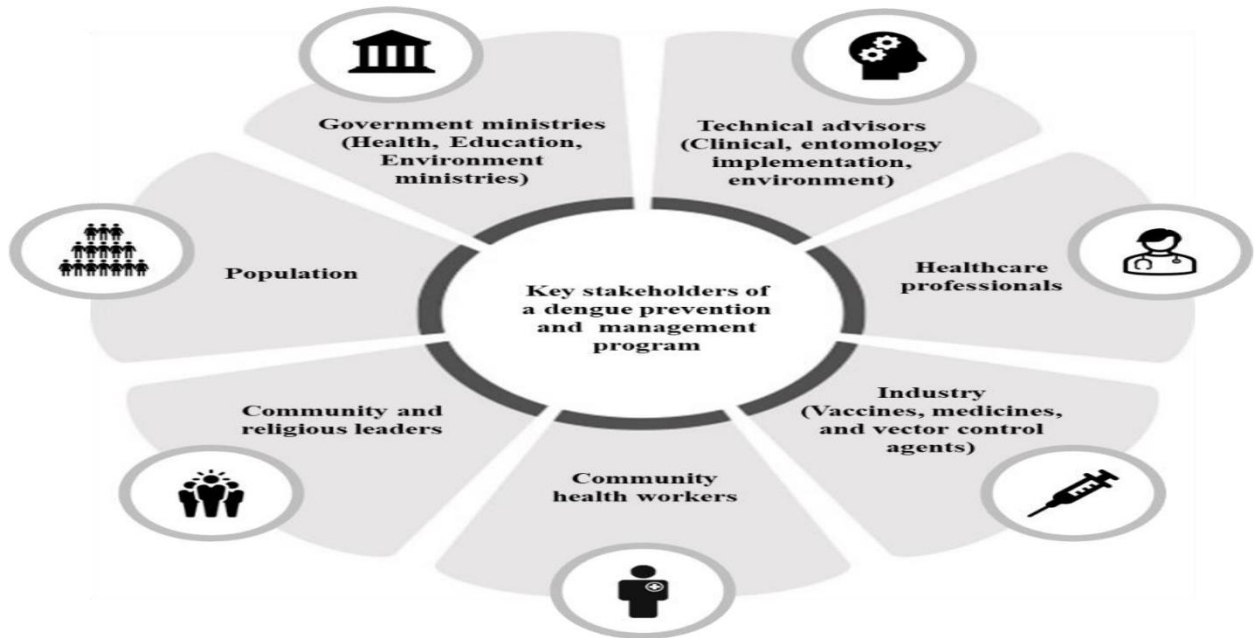 Government ministries
(Health, Education,
Environment
ministries)
Technical advisors
(Clinical, entomology
implementation,
environment)
Population
Key stakeholders of
a dengue prevention
and management
program
Healthcare
professionals
Community and
religious leaders
Industry
(Vaccines, medicines,
and vector control
agents)
Community
health workers